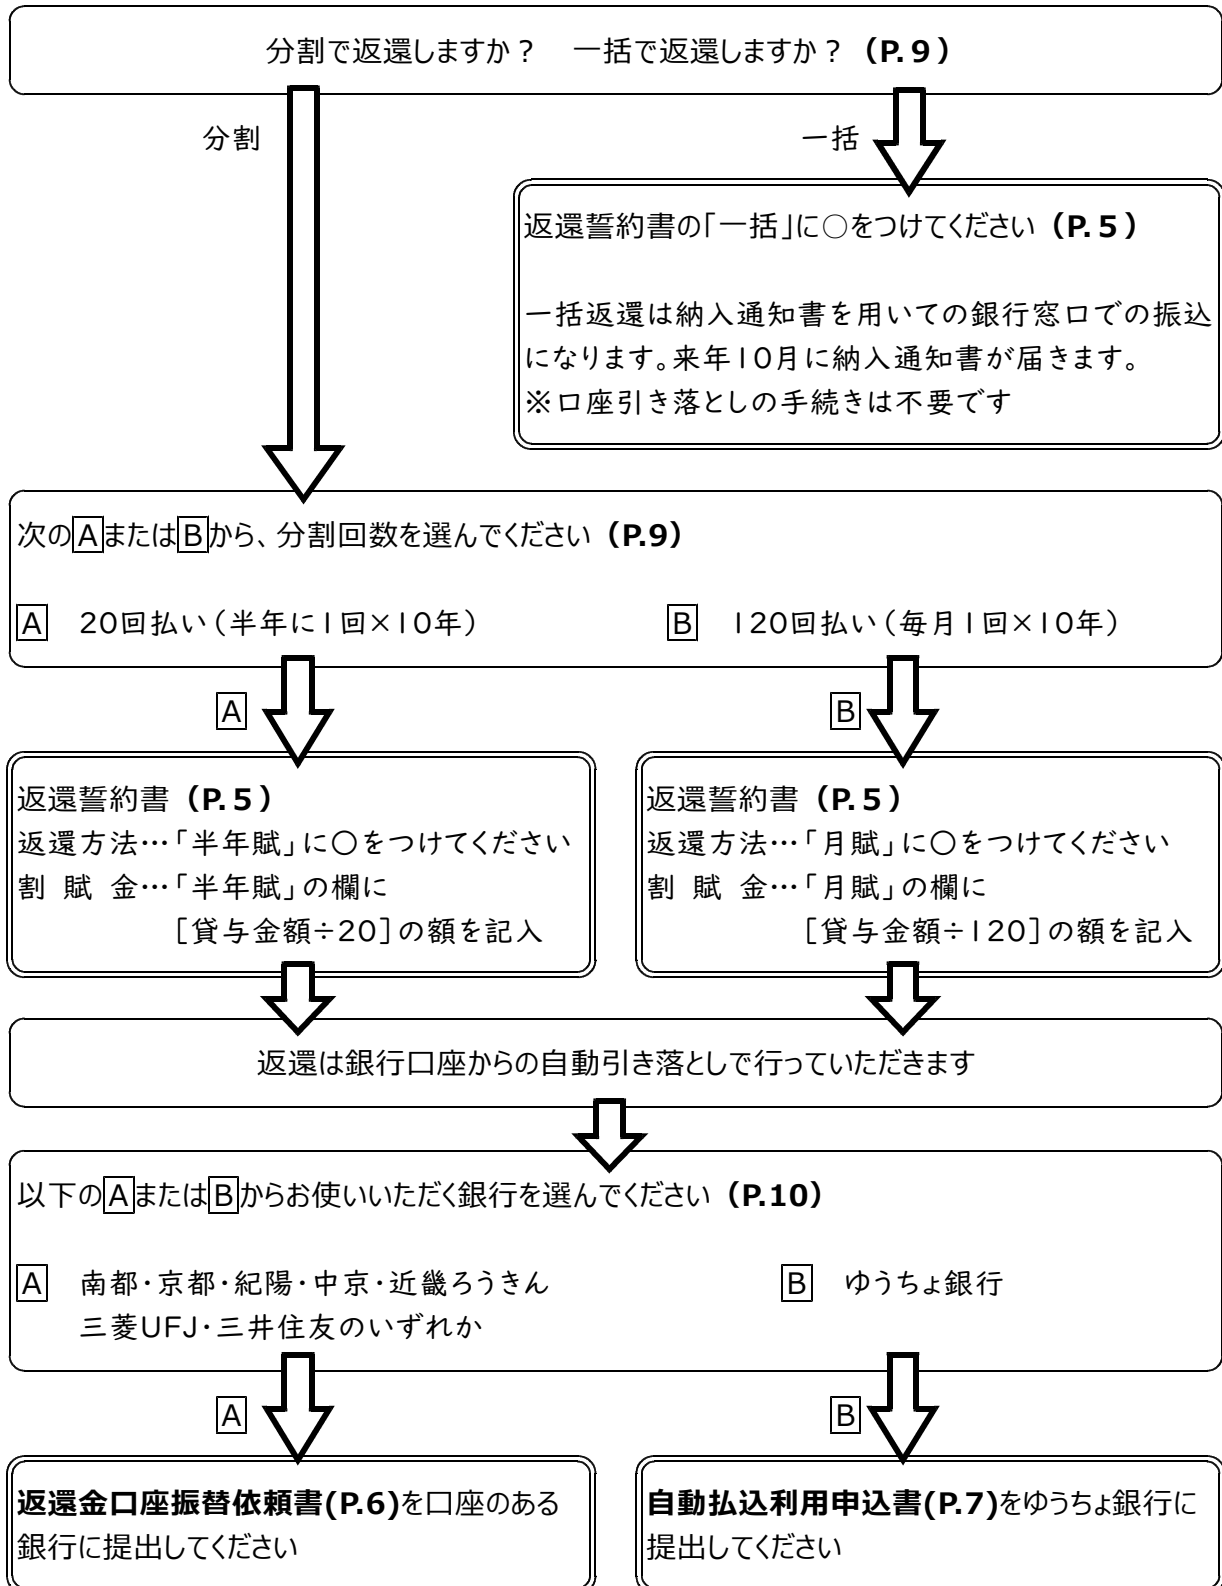 分割で返還しますか？　一括で返還しますか？（P.９）
分割
一括
返還誓約書の「一括」に○をつけてください（P.５）
一括返還は納入通知書を用いての銀行窓口での振込
になります。来年１０月に納入通知書が届きます。
※口座引き落としの手続きは不要です
次のAまたはBから、分割回数を選んでください（P.9）
A　20回払い（半年に１回×１０年）
B　１２０回払い（毎月１回×１０年）
A
B
返還誓約書（P.５）
返還方法…「半年賦」に○をつけてください
割 賦 金…「半年賦」の欄に
［貸与金額÷20］の額を記入
返還誓約書（P.５）
返還方法…「月賦」に○をつけてください
割 賦 金…「月賦」の欄に
［貸与金額÷１２０］の額を記入
返還は銀行口座からの自動引き落としで行っていただきます
以下のAまたはBからお使いいただく銀行を選んでください（P.10）
A　南都・京都・紀陽・中京・近畿ろうきん
三菱UFJ・三井住友のいずれか
B　ゆうちょ銀行
A
B
返還金口座振替依頼書(P.6)を口座のある
銀行に提出してください
自動払込利用申込書(P.7)をゆうちょ銀行に
提出してください